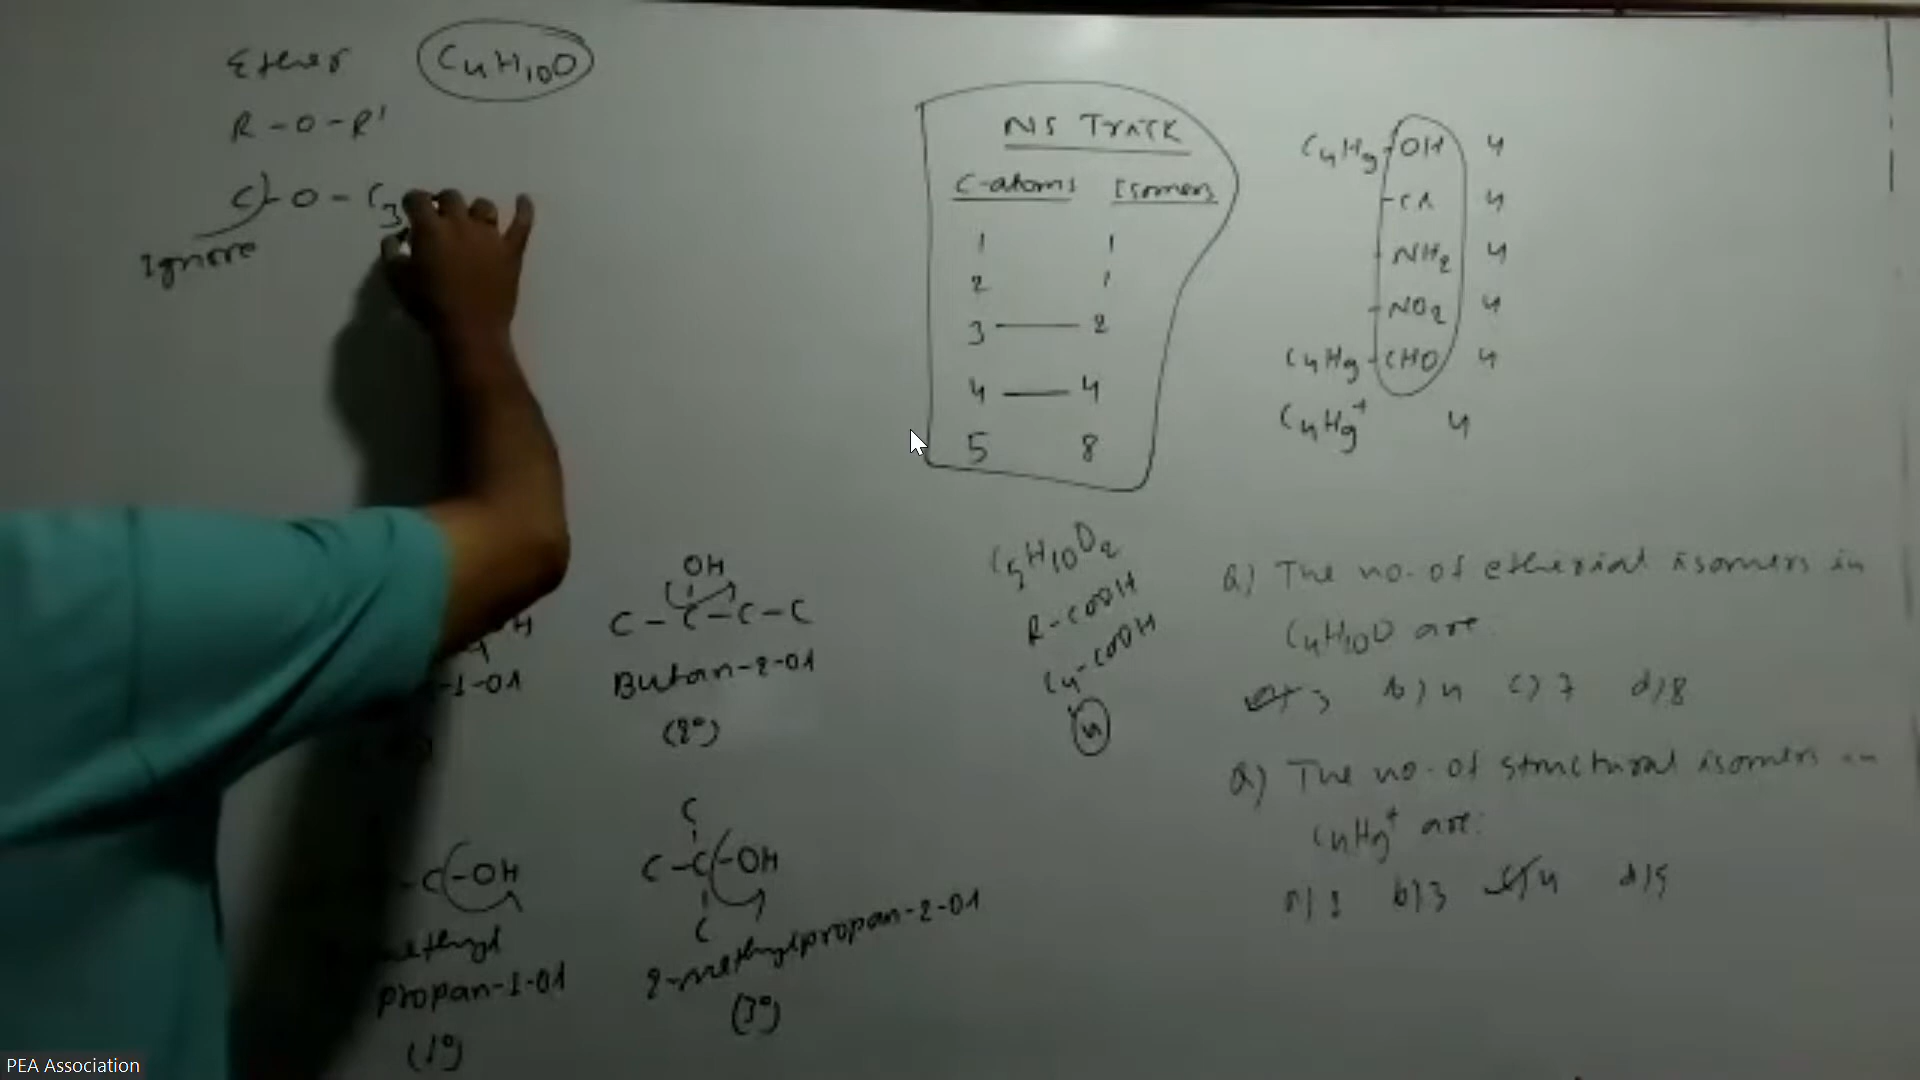 Ether C4H10O
R-O-R'
C)-O-C3
Ignore
NS Track
C-atoms Isomers
1 1
2 1
3 — 2
4 — 4
5 8
C4H9-OH 4
-Cl 4
-NH2 4
-NO2 4
C4H9-CHO 4
C4H9+ 4
OH
C-C-C-C
Butan-2-ol
(2°)
-1-ol
C-OH
methyl
propan-1-ol
(1°)
C
C-C-OH
C
2-methylpropan-2-ol
(3°)
C5H10O2
R-COOH
C4-COOH
4
Q) The no. of etherial isomers in
C4H10O are
a) 3 b) 4 c) 7 d) 8
Q) The no. of structural isomers in
C4H9+ are:
b) 3 c) 4 d) 5
PEA Association